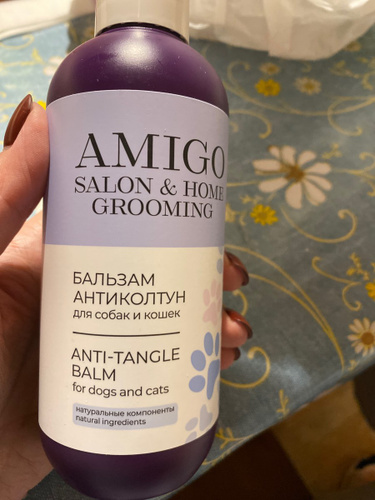 AMIGO
SALON & HOME
GROOMING
БАЛЬЗАМ
АНТИКОЛТУН
для собак и кошек
ANTI-TANGLE
BALM
for dogs and cats
натуральные компоненты
natural ingredients